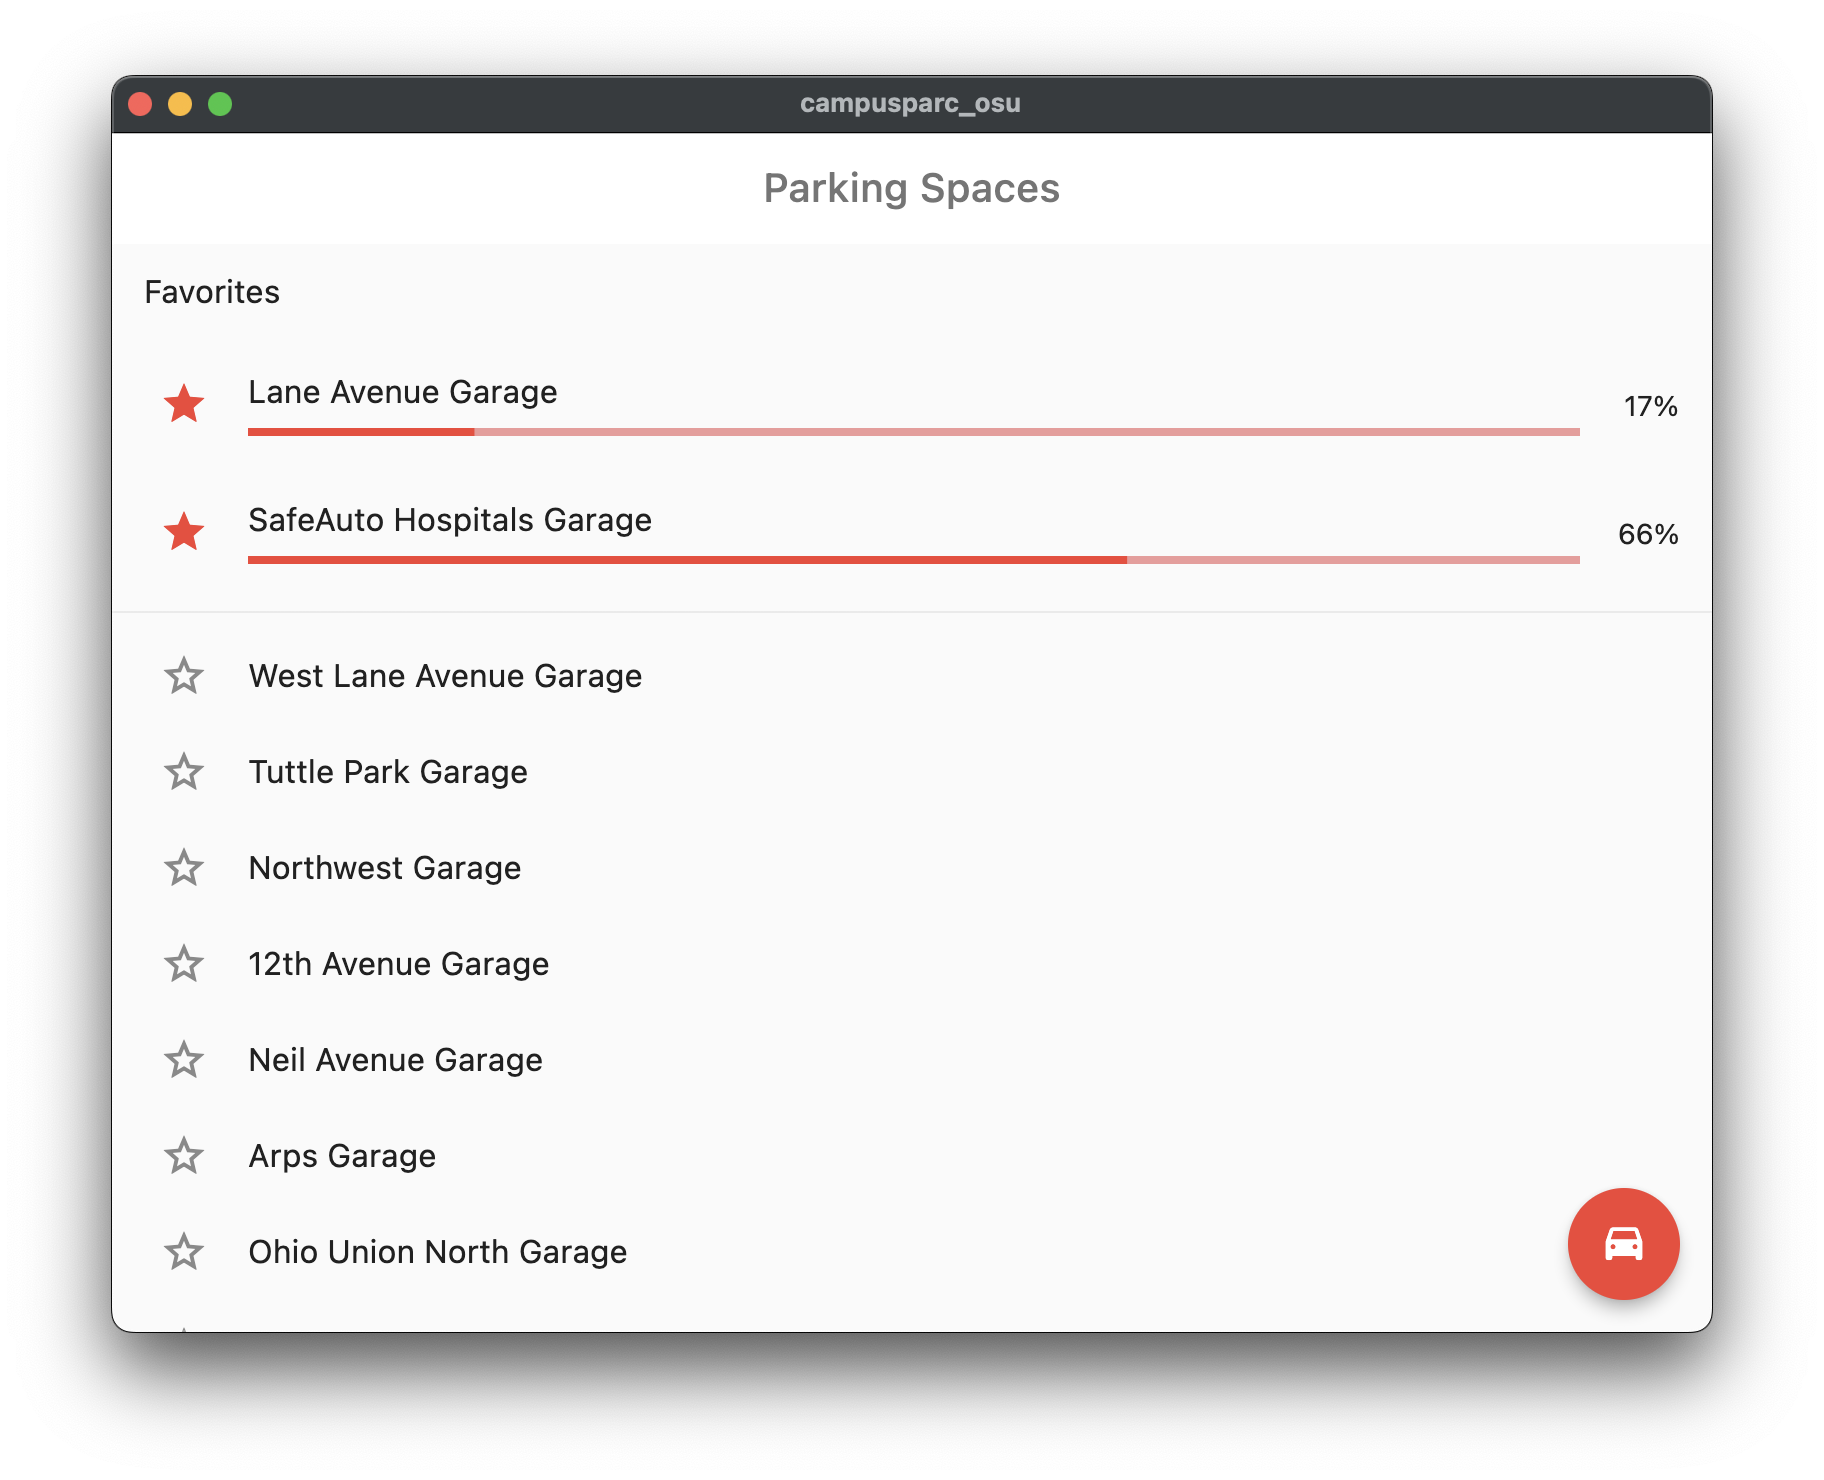 campusparc_osu
Parking Spaces
Favorites
Lane Avenue Garage
17%
SafeAuto Hospitals Garage
66%
West Lane Avenue Garage
Tuttle Park Garage
Northwest Garage
12th Avenue Garage
Neil Avenue Garage
Arps Garage
Ohio Union North Garage